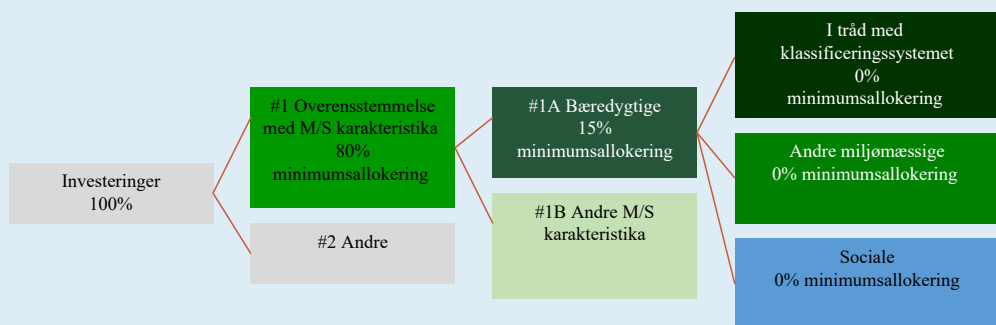 Investeringer
100%
#1 Overensstemmelse
med M/S karakteristika
80%
minimumsallokering
#2 Andre
#1A Bæredygtige
15%
minimumsallokering
#1B Andre M/S
karakteristika
I tråd med
klassificeringssystemet
0%
minimumsallokering
Andre miljømæssige
0% minimumsallokering
Sociale
0% minimumsallokering